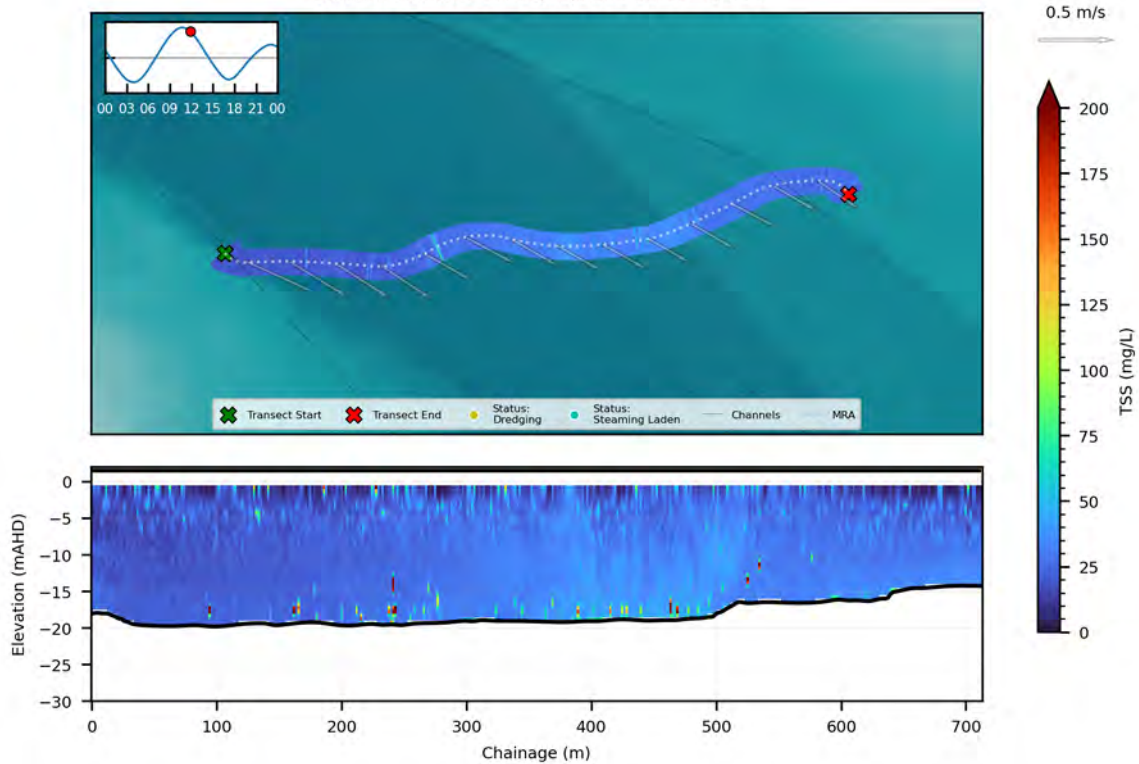 0.5 m/s
00 03 06 09 12 15 18 21 00
Transect Start
Transect End
Status:
Dredging
Status:
Steaming Laden
Channels
MRA
200
175
150
125
100
75
50
25
0
TSS (mg/L)
0
−5
−10
−15
−20
−25
−30
Elevation (mAHD)
0 100 200 300 400 500 600 700
Chainage (m)